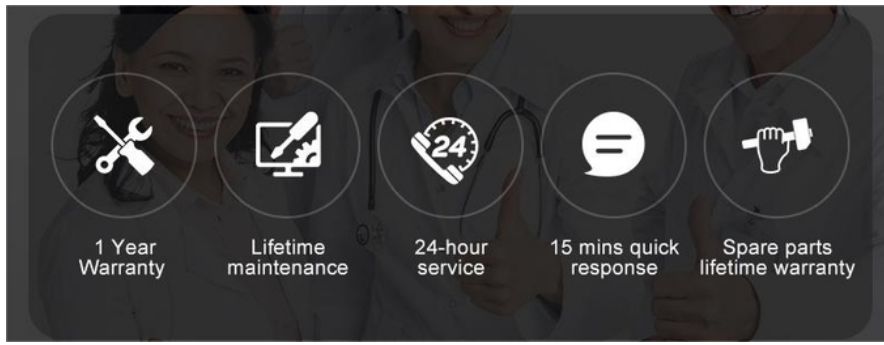 24
1 Year
Warranty
Lifetime
maintenance
24-hour
service
15 mins quick
response
Spare parts
lifetime warranty